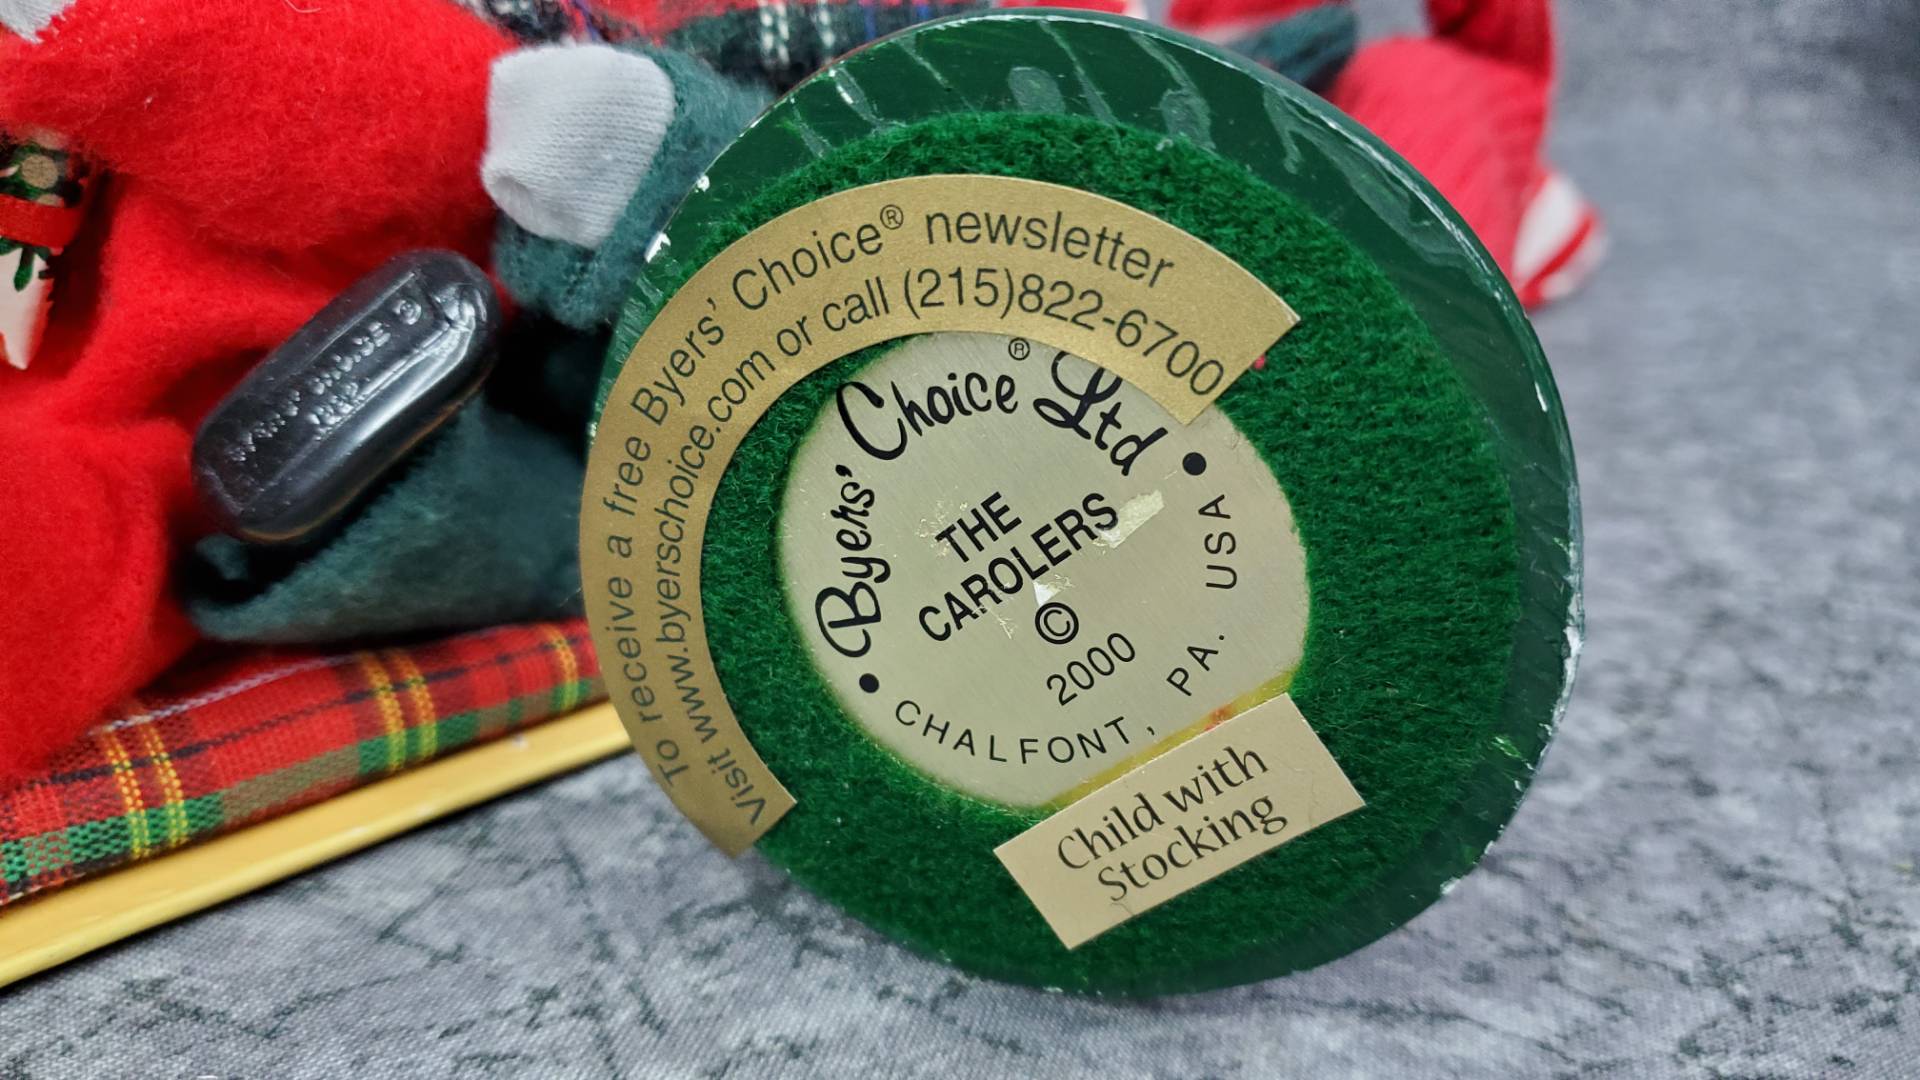 To receive a free Byers' Choice® newsletter
Visit www.byerschoice.com or call (215)822-6700
Byers' Choice® Ltd
THE
CAROLERS
©
2000
• CHALFONT, PA. USA •
Child with
Stocking